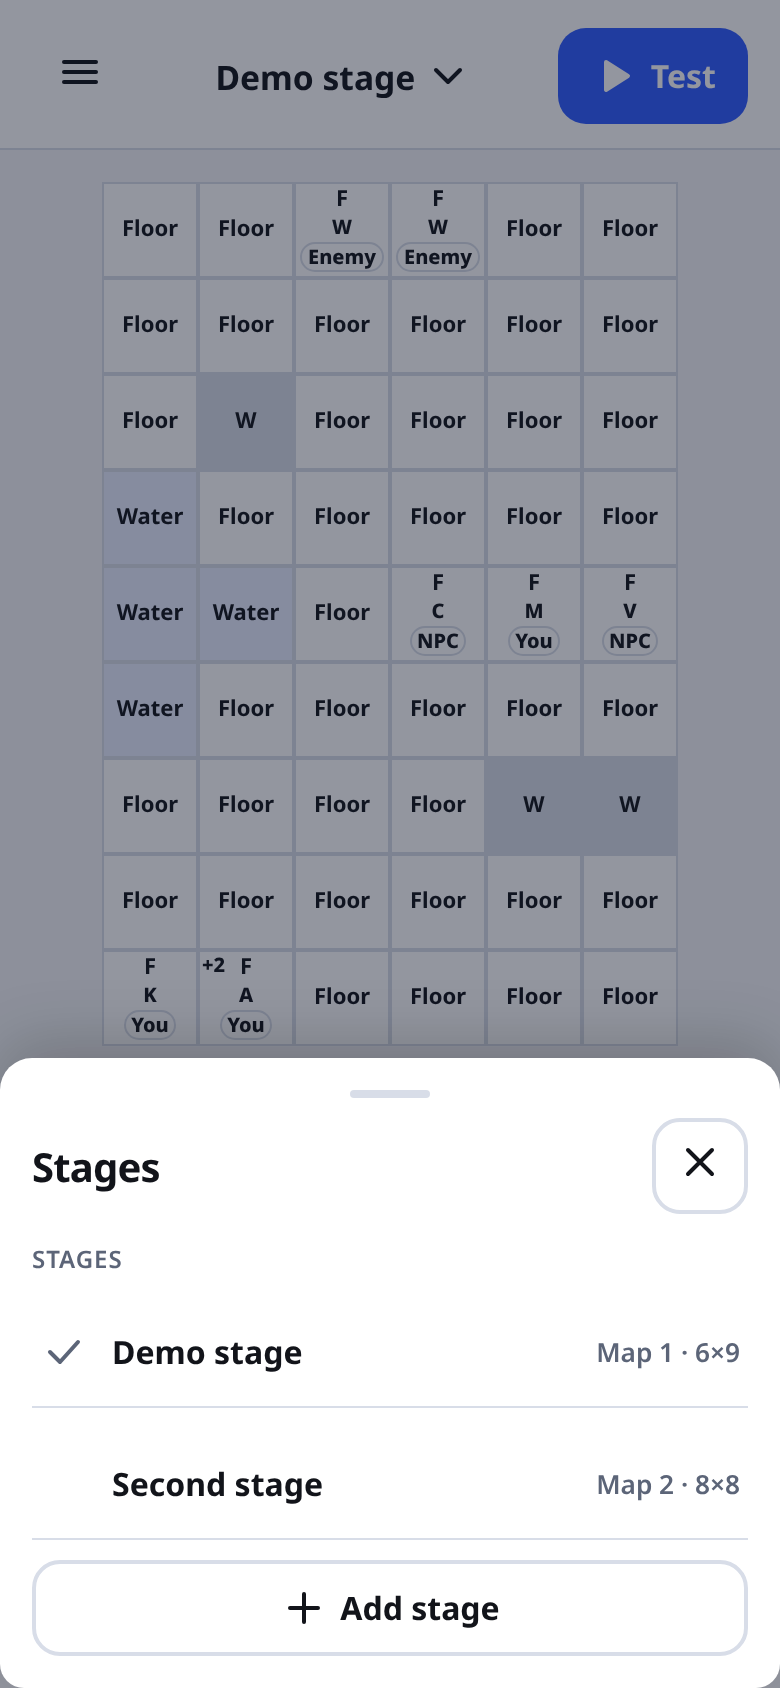 Demo stage
Test
Floor Floor F W Enemy F W Enemy Floor Floor
Floor Floor Floor Floor Floor Floor
Floor W Floor Floor Floor Floor
Water Floor Floor Floor Floor Floor
Water Water Floor F C NPC F M You F V NPC
Water Floor Floor Floor Floor Floor
Floor Floor Floor Floor W W
Floor Floor Floor Floor Floor Floor
F K You +2 F A You Floor Floor Floor Floor
Stages
STAGES
Demo stage Map 1 · 6×9
Second stage Map 2 · 8×8
Add stage